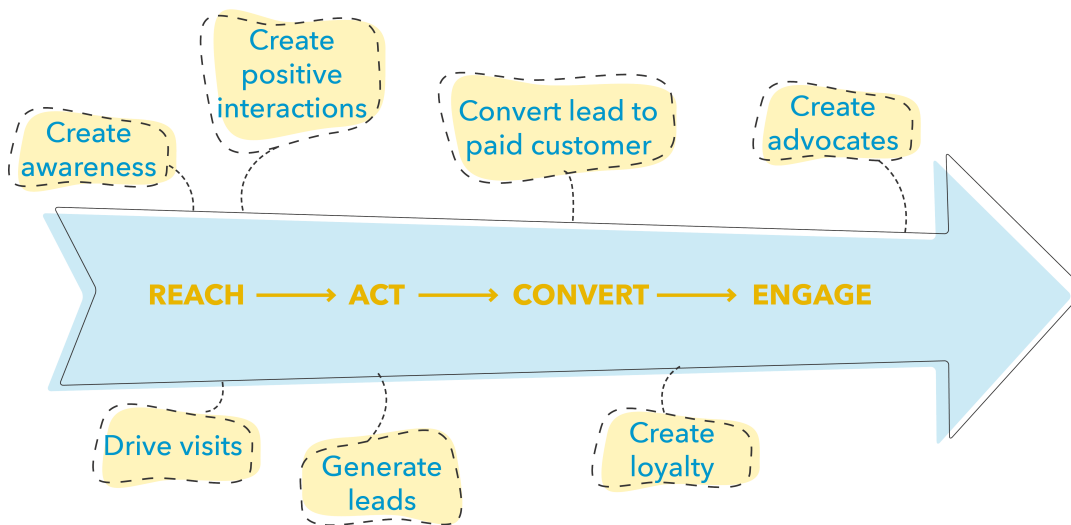 Create
awareness
Create
positive
interactions
Convert lead to
paid customer
Create
advocates
REACH
ACT
CONVERT
ENGAGE
Drive visits
Generate
leads
Create
loyalty